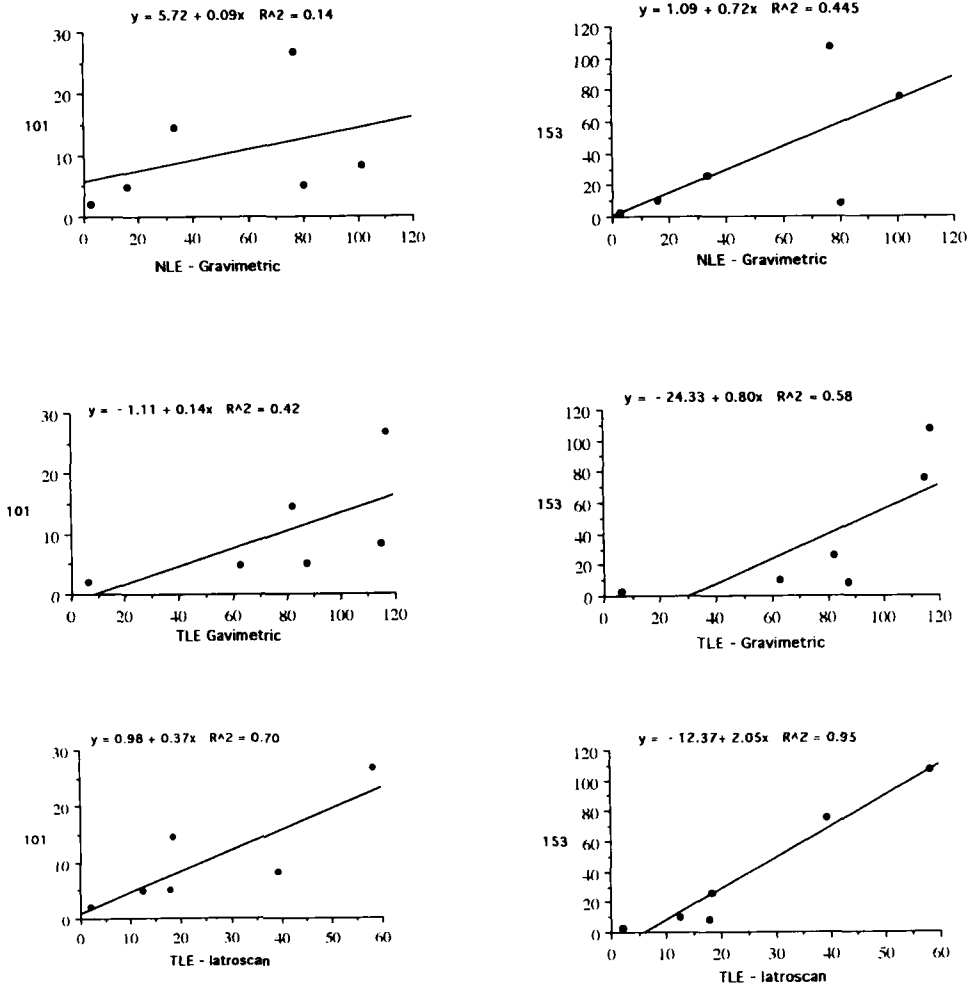 y = 5.72 + 0.09x R^2 = 0.14
30
20
10
0
101
0 20 40 60 80 100 120
NLE - Gravimetric
y = 1.09 + 0.72x R^2 = 0.445
120
100
80
60
40
20
0
153
0 20 40 60 80 100 120
NLE - Gravimetric
y = - 1.11 + 0.14x R^2 = 0.42
30
20
10
0
101
0 20 40 60 80 100 120
TLE Gavimetric
y = - 24.33 + 0.80x R^2 = 0.58
120
100
80
60
40
20
0
153
0 20 40 60 80 100 120
TLE - Gravimetric
y = 0.98 + 0.37x R^2 = 0.70
30
20
10
0
101
0 10 20 30 40 50 60
TLE - Iatroscan
y = - 12.37+ 2.05x R^2 = 0.95
120
100
80
60
40
20
0
153
0 10 20 30 40 50 60
TLE - Iatroscan